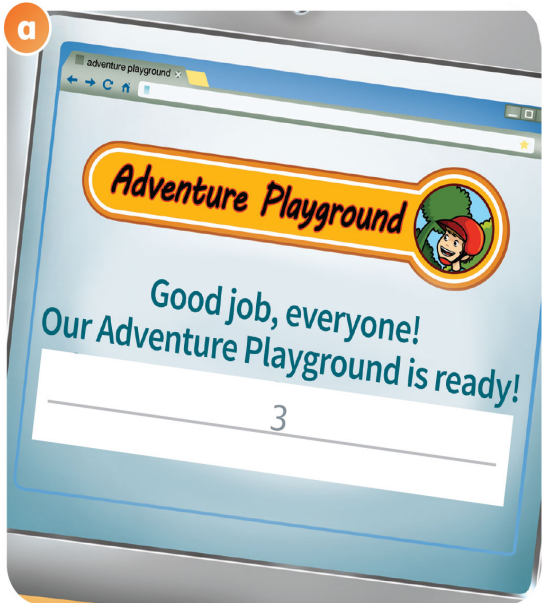 a
adventure playground
Adventure Playground
Good job, everyone!
Our Adventure Playground is ready!
3